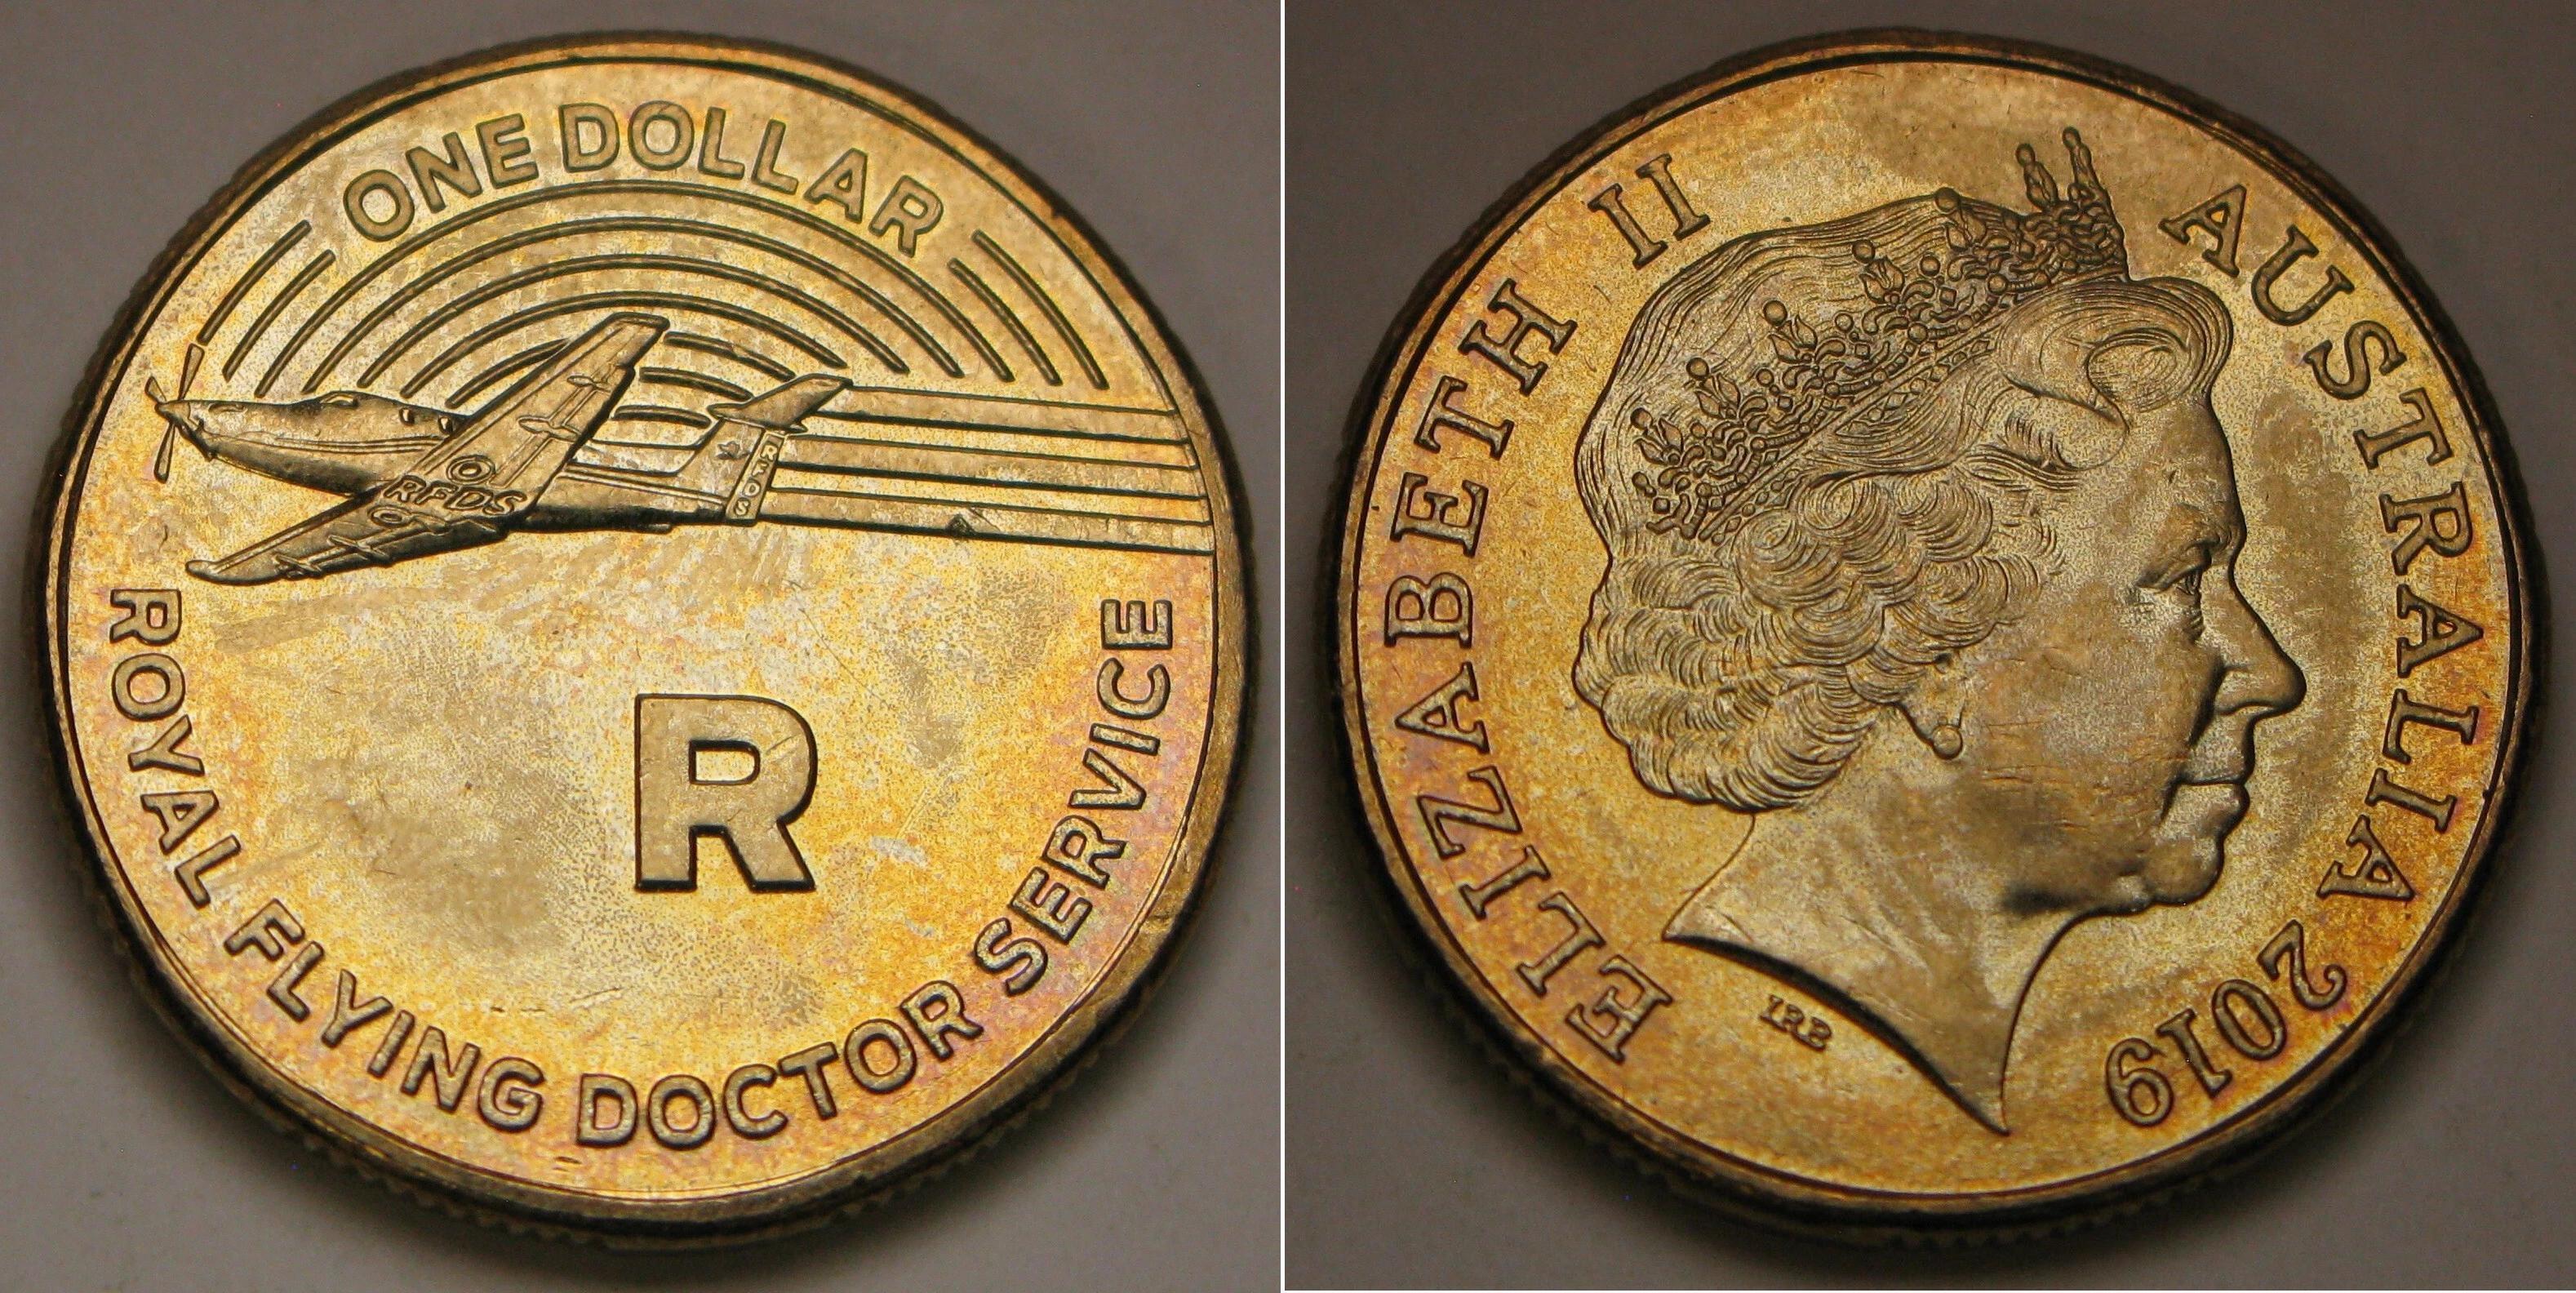 ONE DOLLAR
RFDS
RFDS
R
ROYAL FLYING DOCTOR SERVICE
ELIZABETH II
AUSTRALIA 2019
IRB